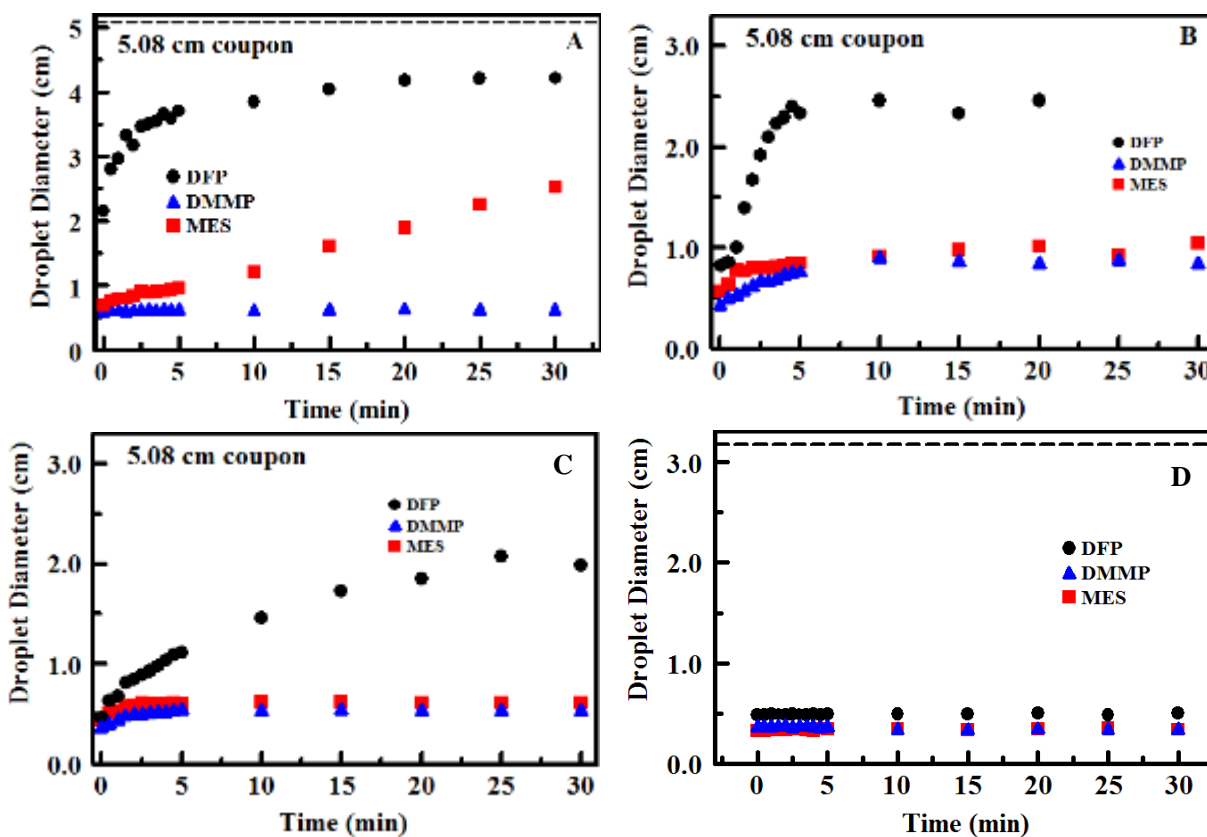 5.08 cm coupon
A
Droplet Diameter (cm)
5
4
3
2
1
0
DFP
DMMP
MES
0 5 10 15 20 25 30
Time (min)
5.08 cm coupon
B
Droplet Diameter (cm)
3.0
2.0
1.0
0.0
DFP
DMMP
MES
0 5 10 15 20 25 30
Time (min)
5.08 cm coupon
C
Droplet Diameter (cm)
3.0
2.0
1.0
0.0
DFP
DMMP
MES
0 5 10 15 20 25 30
Time (min)
D
Droplet Diameter (cm)
3.0
2.0
1.0
0.0
DFP
DMMP
MES
0 5 10 15 20 25 30
Time (min)